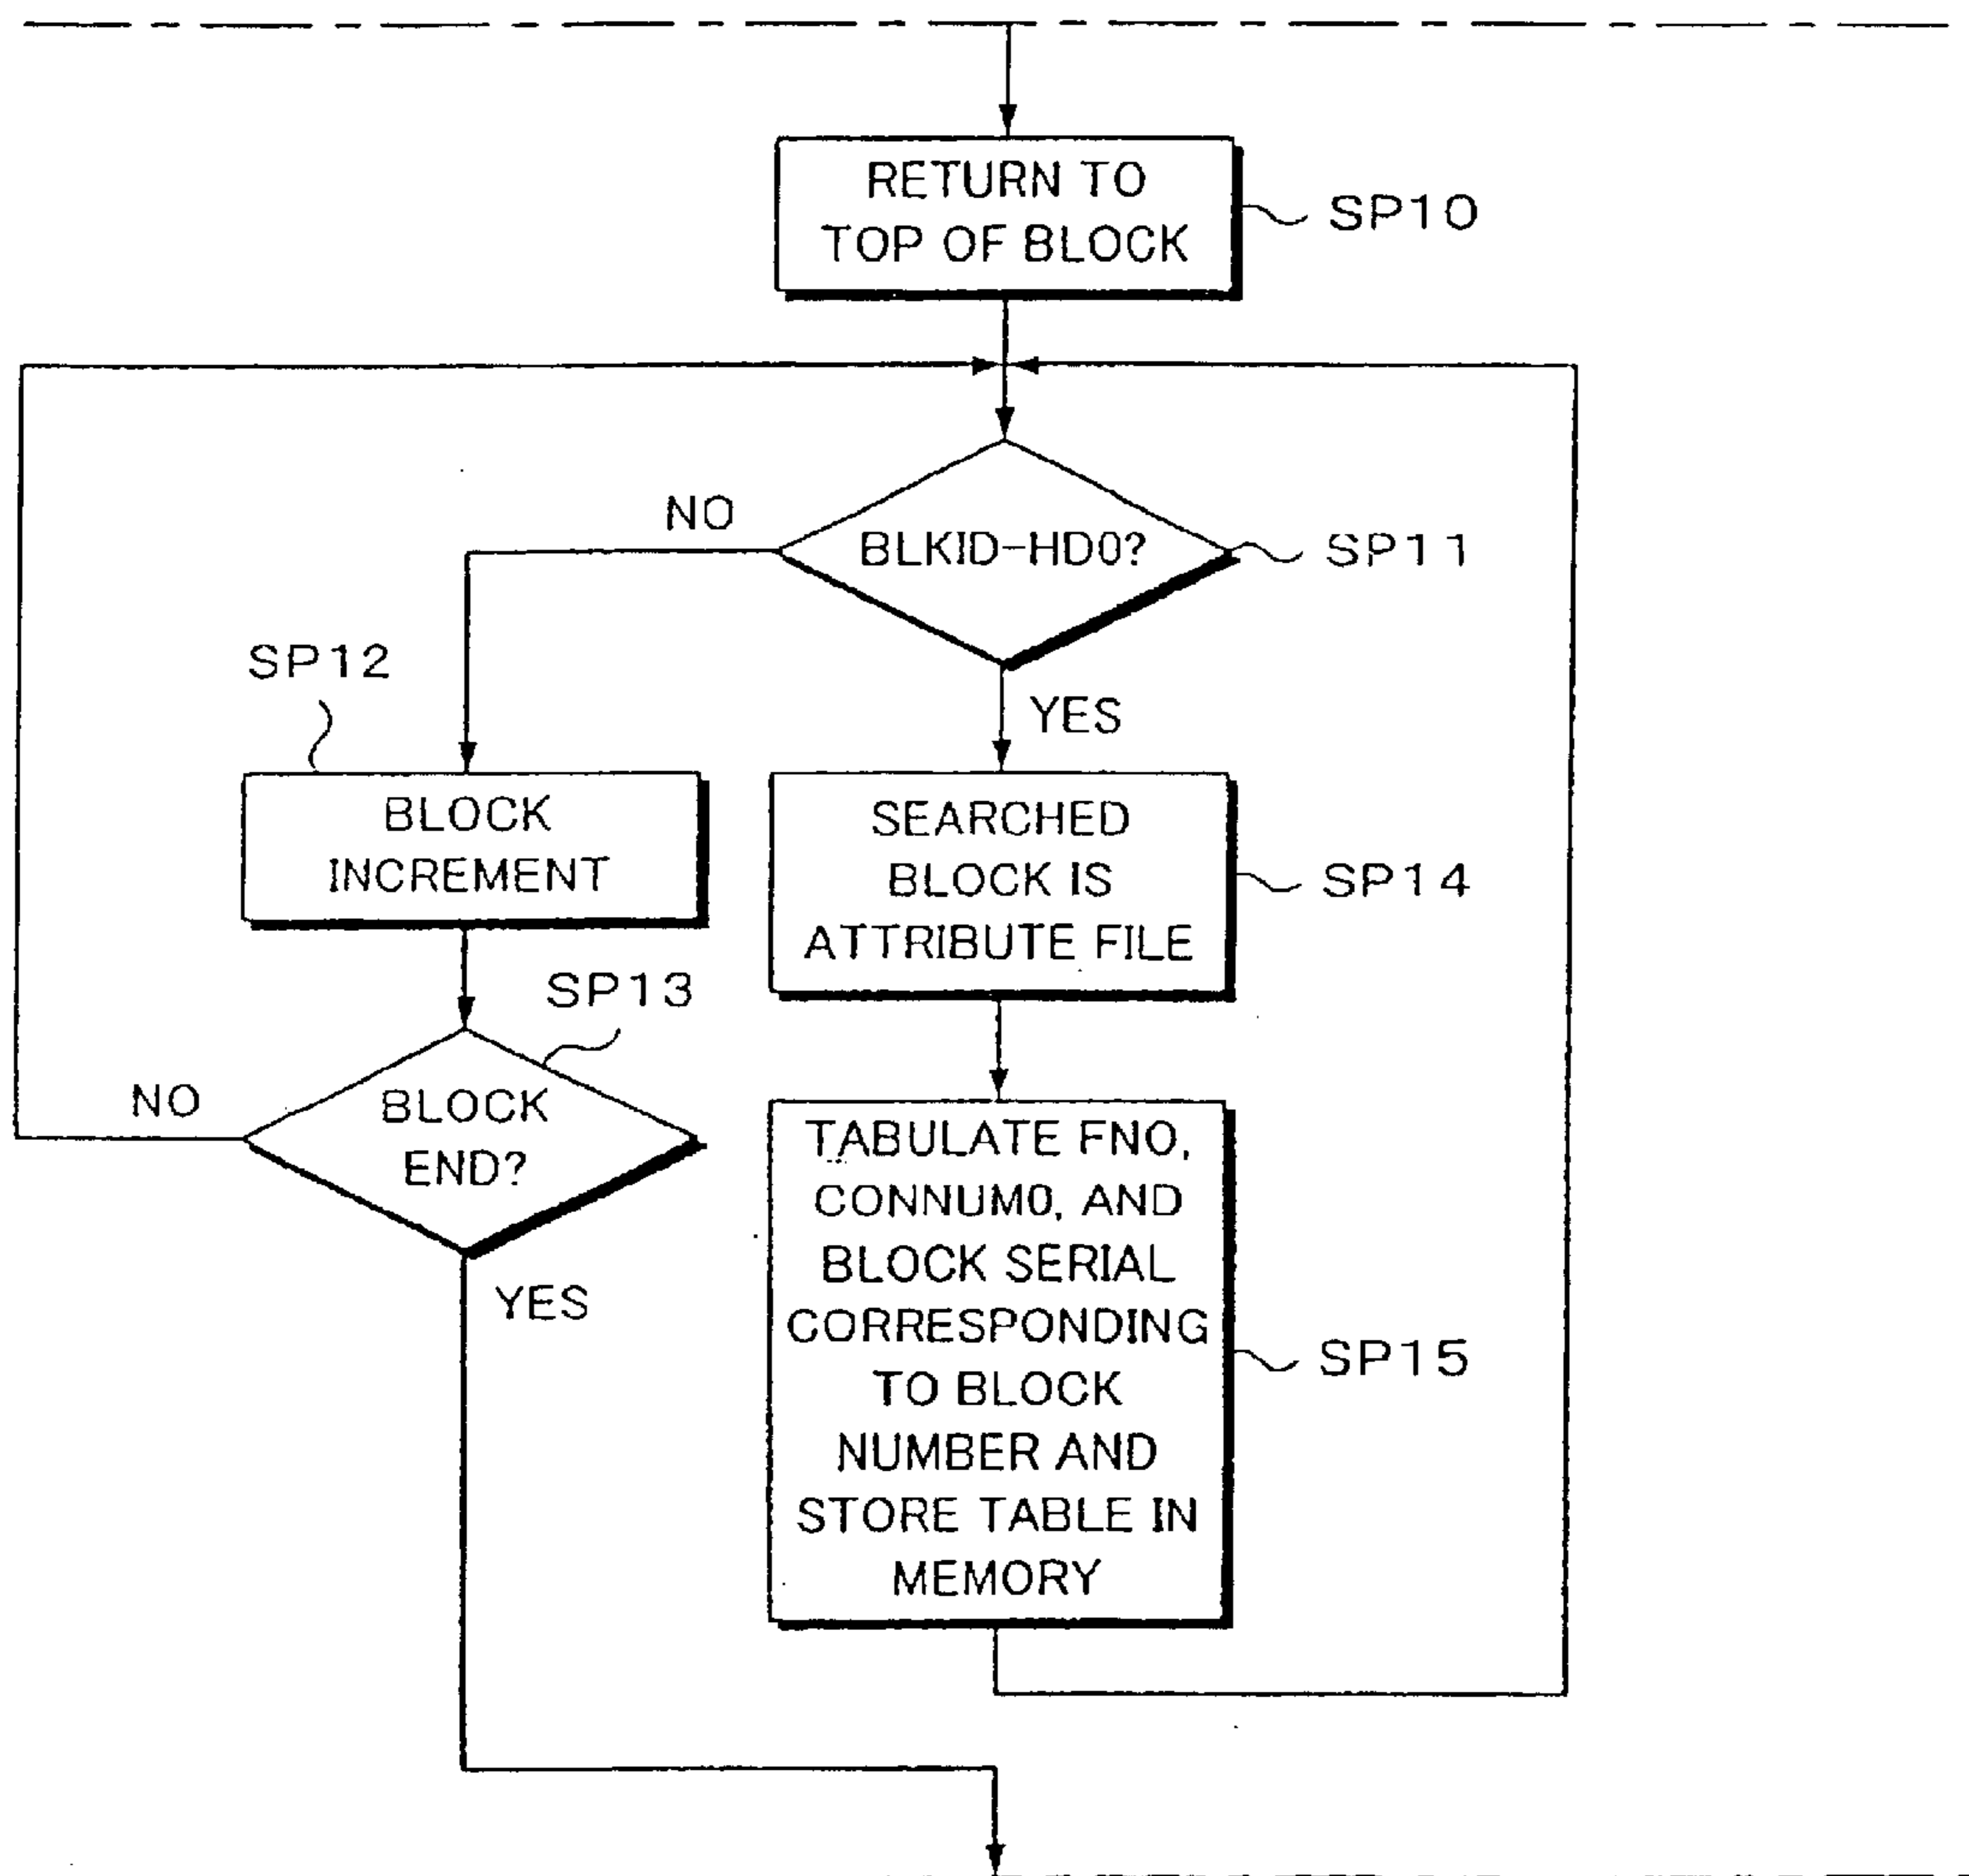 RETURN TO
TOP OF BLOCK
SP10
NO
BLKID-HD0?
SP11
SP12
YES
BLOCK
INCREMENT
SEARCHED
BLOCK IS
ATTRIBUTE FILE
SP14
SP13
NO
BLOCK
END?
YES
TABULATE FNO,
CONNUM0, AND
BLOCK SERIAL
CORRESPONDING
TO BLOCK
NUMBER AND
STORE TABLE IN
MEMORY
SP15